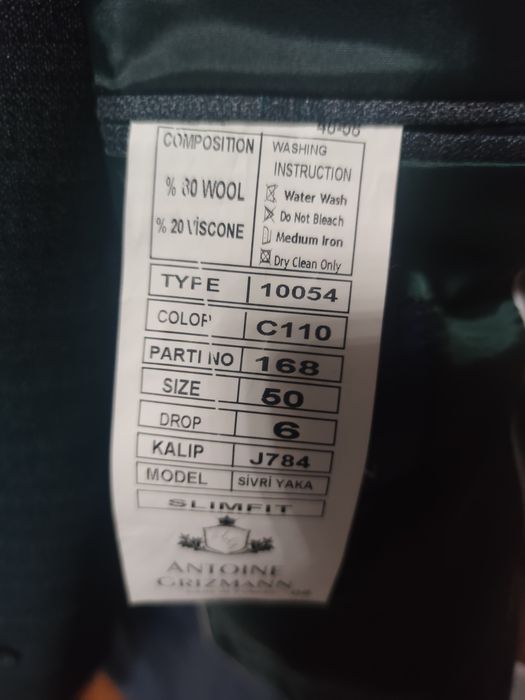 COMPOSITION
% 80 WOOL
% 20 VİSCONE
WASHING
INSTRUCTION
Water Wash
Do Not Bleach
Medium Iron
Dry Clean Only
TYPE 10054
COLOR C110
PARTI NO 168
SIZE 50
DROP 6
KALIP J784
MODEL SİVRİ YAKA
SLIMFIT
ANTOINE
GRIZMANN